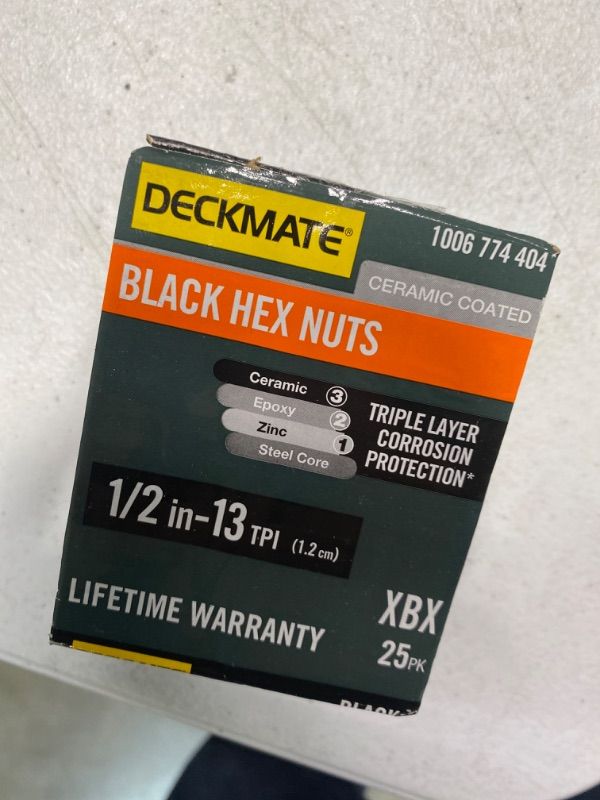 DECKMATE®
1006 774 404
CERAMIC COATED
BLACK HEX NUTS
Ceramic 3
Epoxy 2
Zinc 1
Steel Core
TRIPLE LAYER
CORROSION
PROTECTION*
1/2 in-13 TPI (1.2 cm)
LIFETIME WARRANTY
XBX
25PK